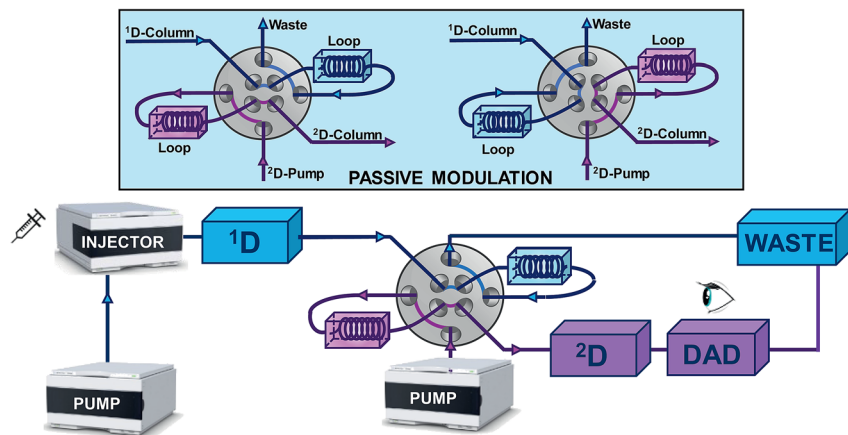 ¹D-Column
Waste
Loop
Loop
²D-Column
²D-Pump
¹D-Column
Waste
Loop
Loop
²D-Column
²D-Pump
PASSIVE MODULATION
INJECTOR
¹D
WASTE
²D
DAD
PUMP
PUMP